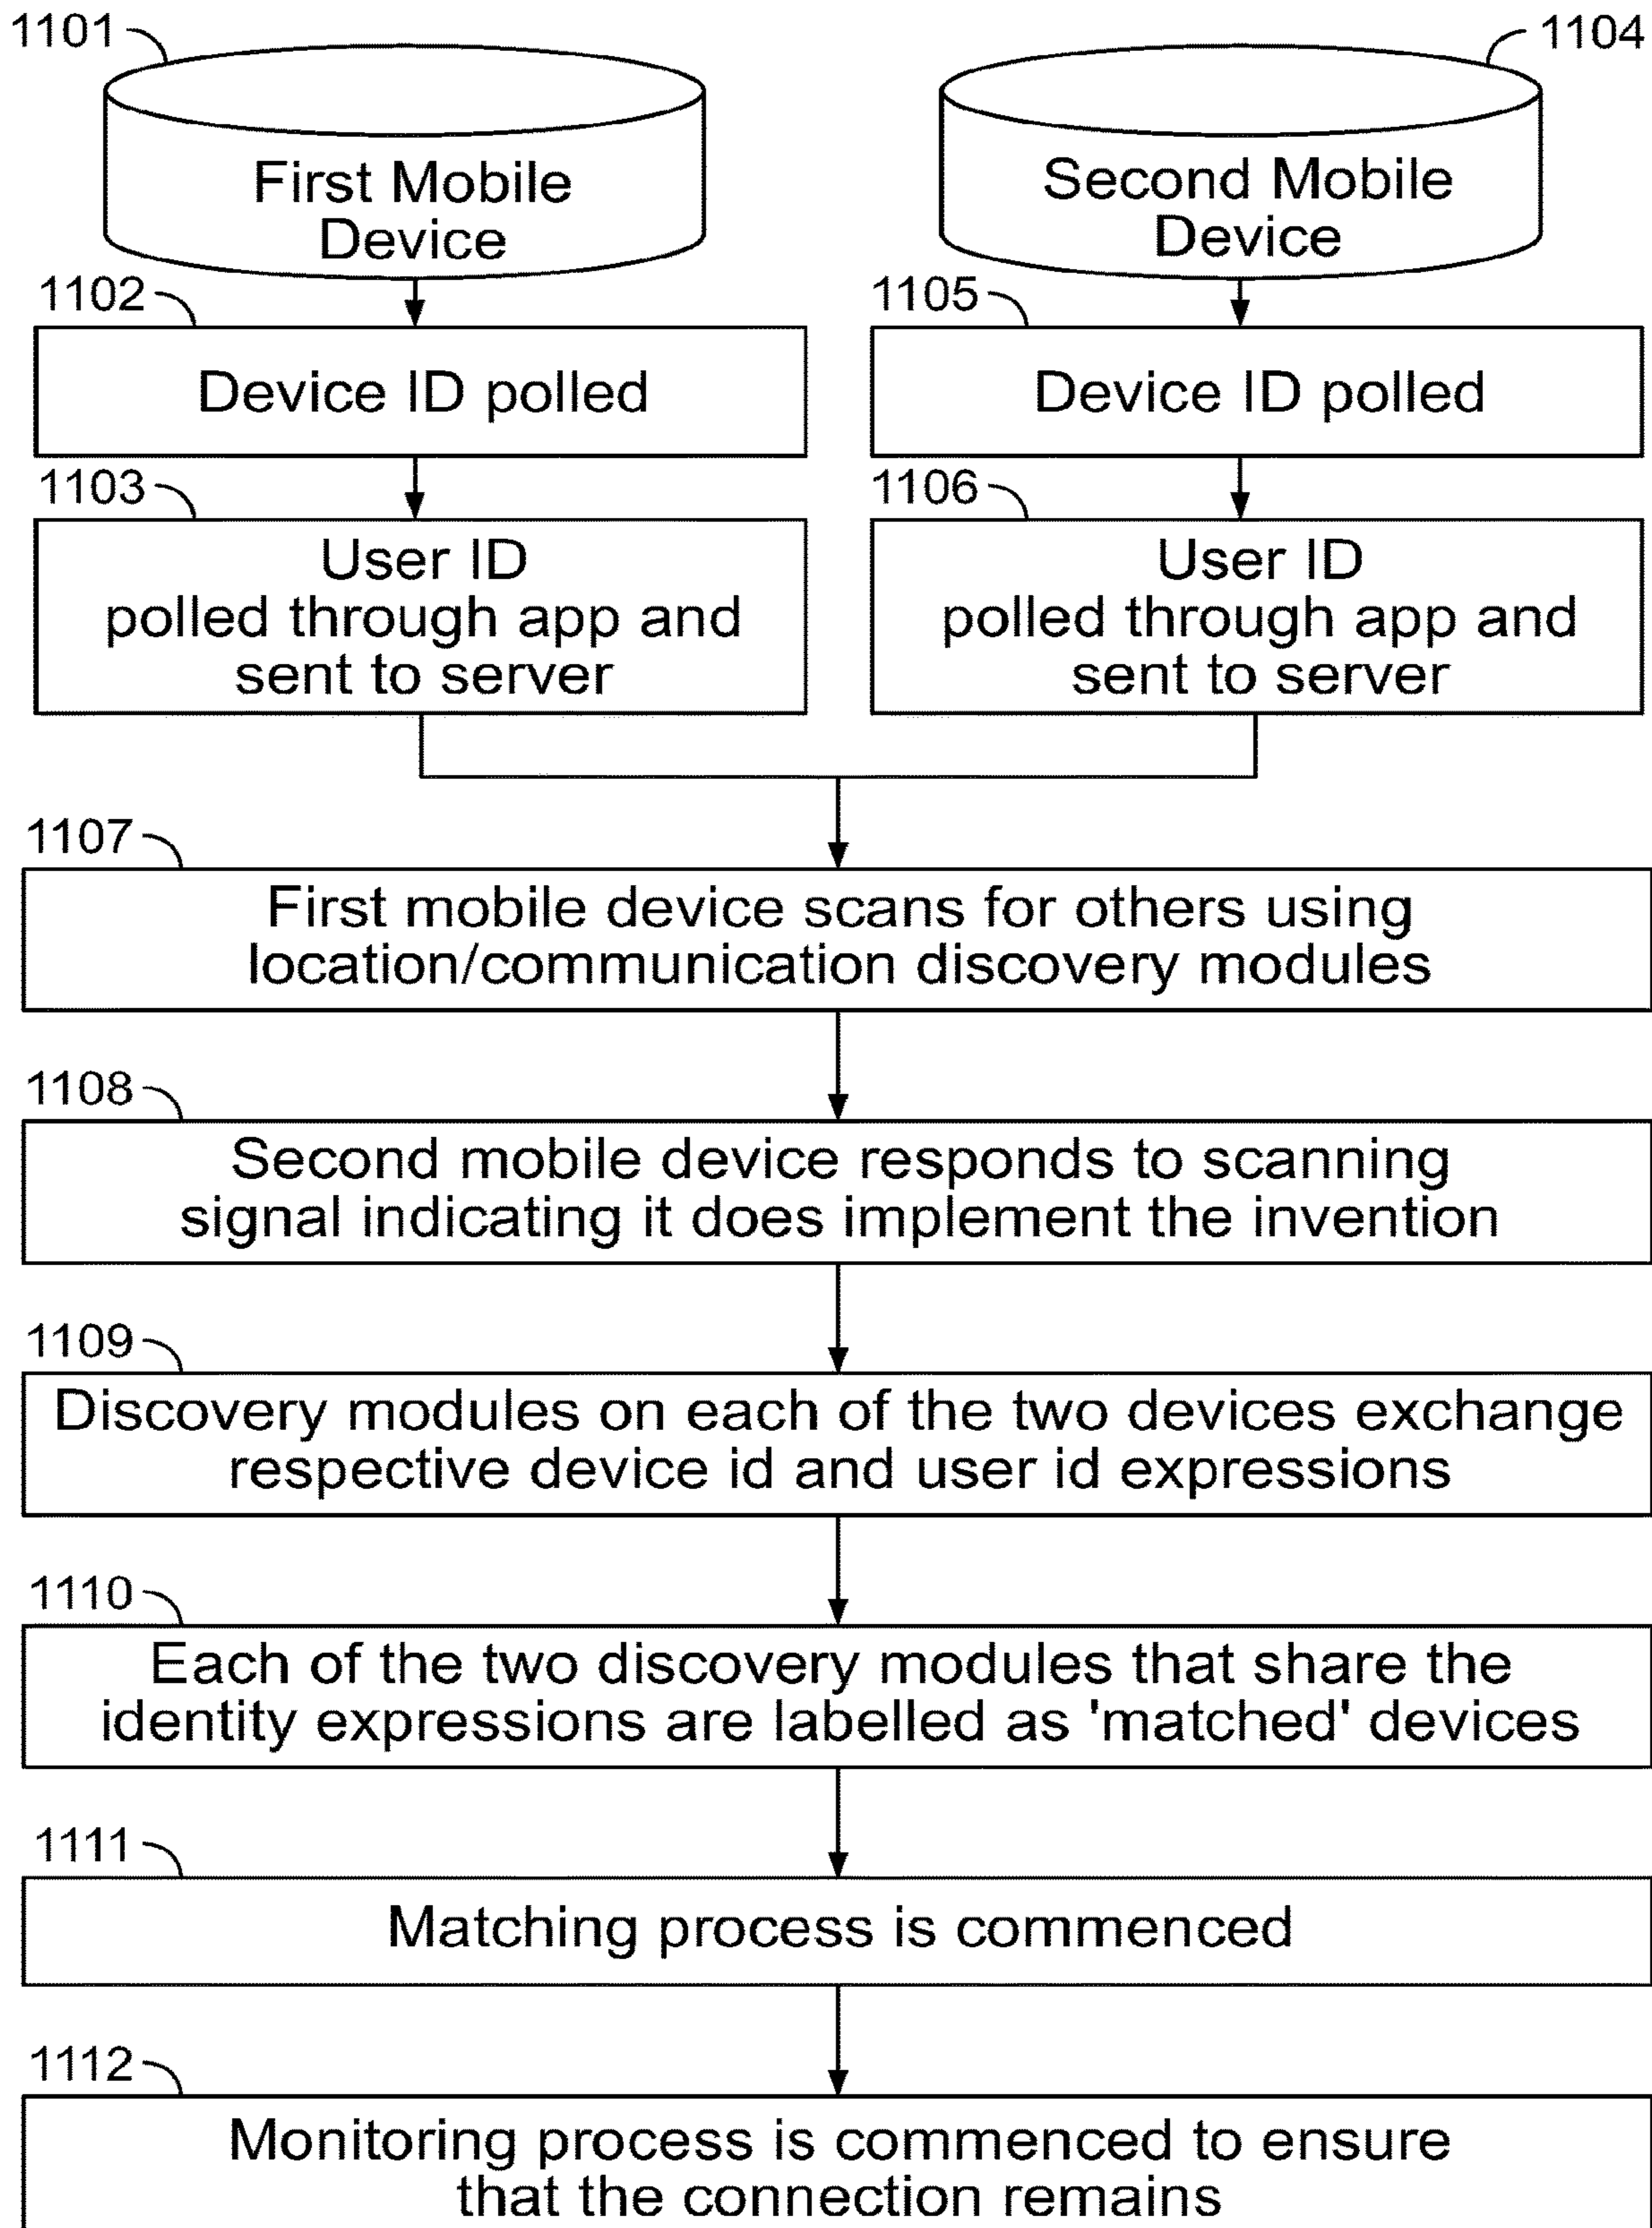 1101
1104
First Mobile
Device
Second Mobile
Device
1102
1105
Device ID polled
Device ID polled
1103
1106
User ID
polled through app and
sent to server
User ID
polled through app and
sent to server
1107
First mobile device scans for others using
location/communication discovery modules
1108
Second mobile device responds to scanning
signal indicating it does implement the invention
1109
Discovery modules on each of the two devices exchange
respective device id and user id expressions
1110
Each of the two discovery modules that share the
identity expressions are labelled as 'matched' devices
1111
Matching process is commenced
1112
Monitoring process is commenced to ensure
that the connection remains